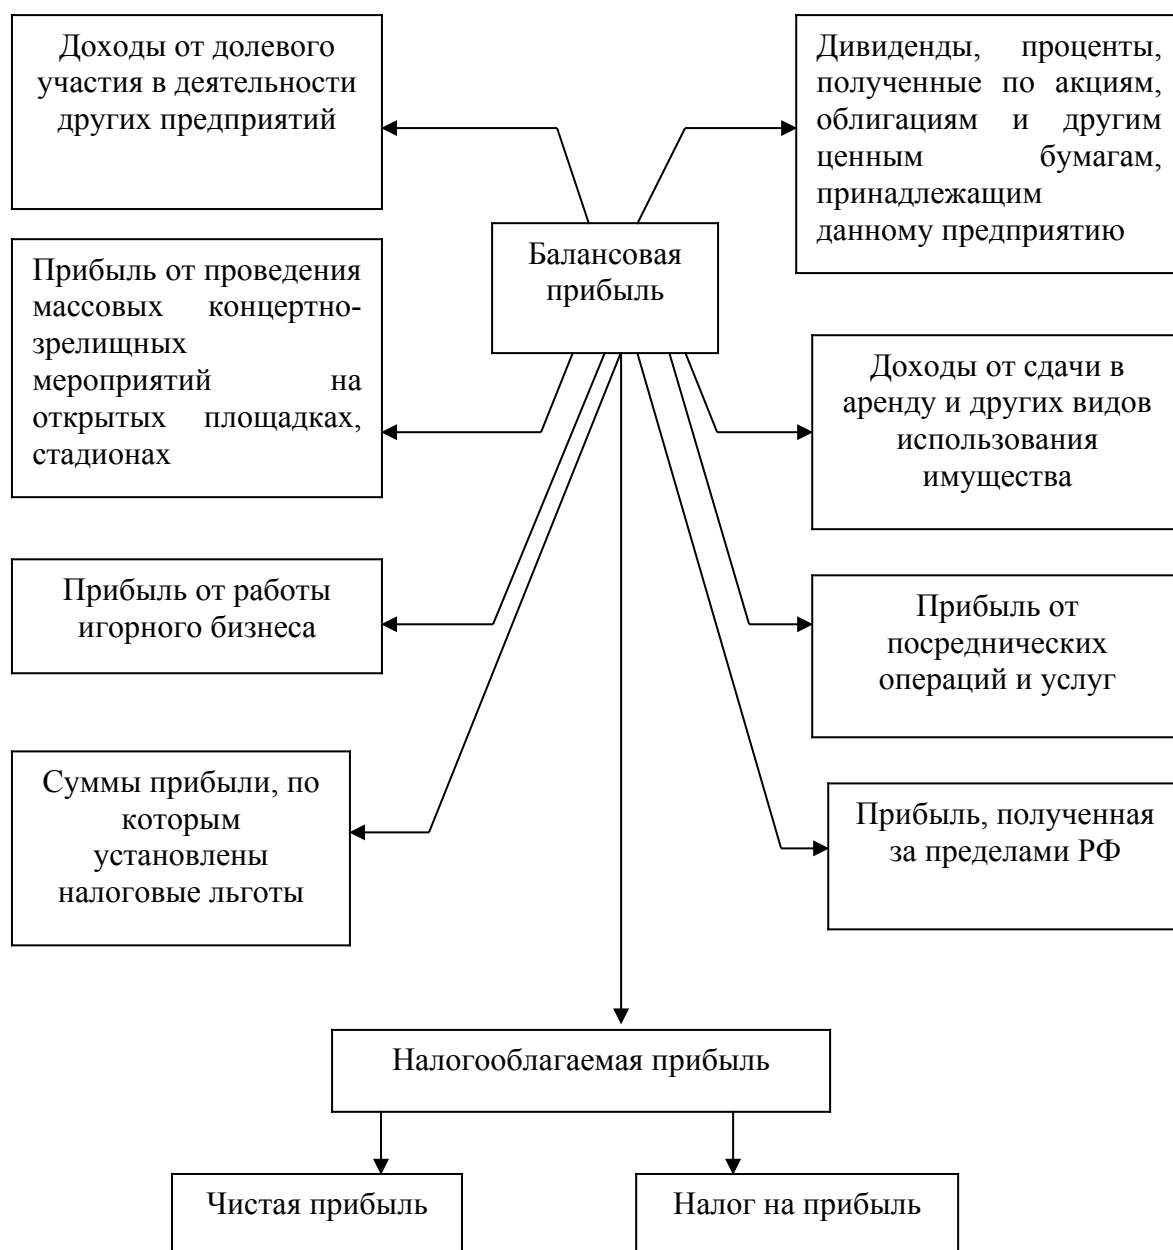 Доходы от долевого
участия в деятельности
других предприятий
Дивиденды, проценты,
полученные по акциям,
облигациям и другим
ценным бумагам,
принадлежащим
данному предприятию
Балансовая
прибыль
Прибыль от проведения
массовых концертно-
зрелищных
мероприятий на
открытых площадках,
стадионах
Доходы от сдачи в
аренду и других видов
использования
имущества
Прибыль от работы
игорного бизнеса
Прибыль от
посреднических
операций и услуг
Суммы прибыли, по
которым
установлены
налоговые льготы
Прибыль, полученная
за пределами РФ
Налогооблагаемая прибыль
Чистая прибыль
Налог на прибыль